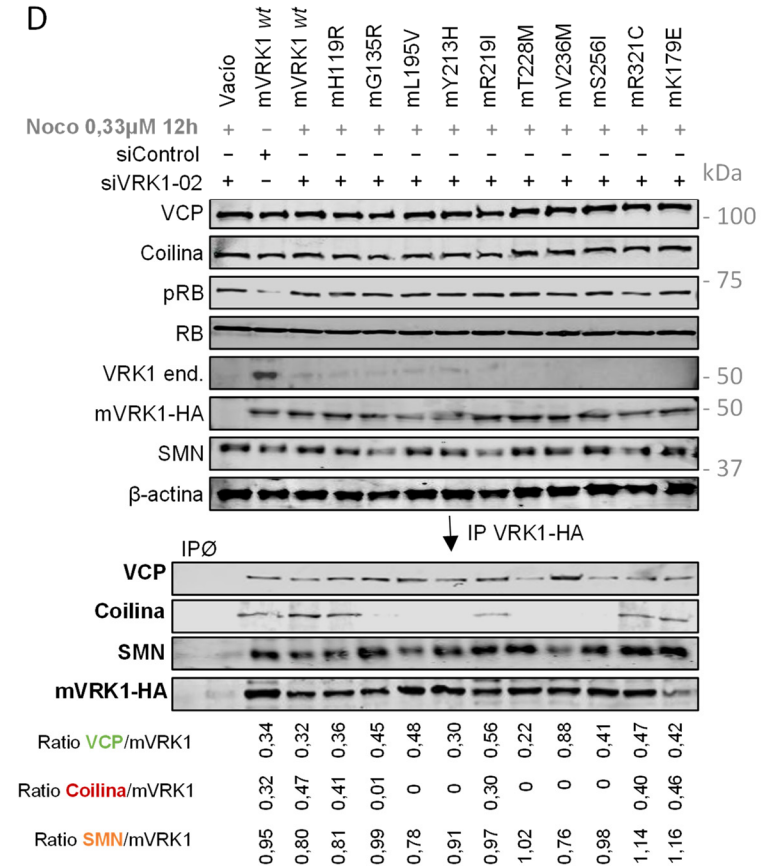 D
Vacío
mVRK1 wt
mVRK1 wt
mH119R
mG135R
mL195V
mY213H
mR219I
mT228M
mV236M
mS256I
mR321C
mK179E
Noco 0,33µM 12h + – + + + + + + + + + + +
siControl – + – – – – – – – – – – –
siVRK1-02 + – + + + + + + + + + + +
kDa
VCP - 100
Coilina
- 75
pRB
RB
VRK1 end. - 50
mVRK1-HA - 50
SMN - 37
β-actina
IP VRK1-HA
IPØ
VCP
Coilina
SMN
mVRK1-HA
Ratio VCP/mVRK1 0,34 0,32 0,36 0,45 0,48 0,30 0,56 0,22 0,88 0,41 0,47 0,42
Ratio Coilina/mVRK1 0,32 0,47 0,41 0,01 0 0 0,30 0 0 0 0,40 0,46
Ratio SMN/mVRK1 0,95 0,80 0,81 0,99 0,78 0,91 0,97 1,02 0,76 0,98 1,14 1,16